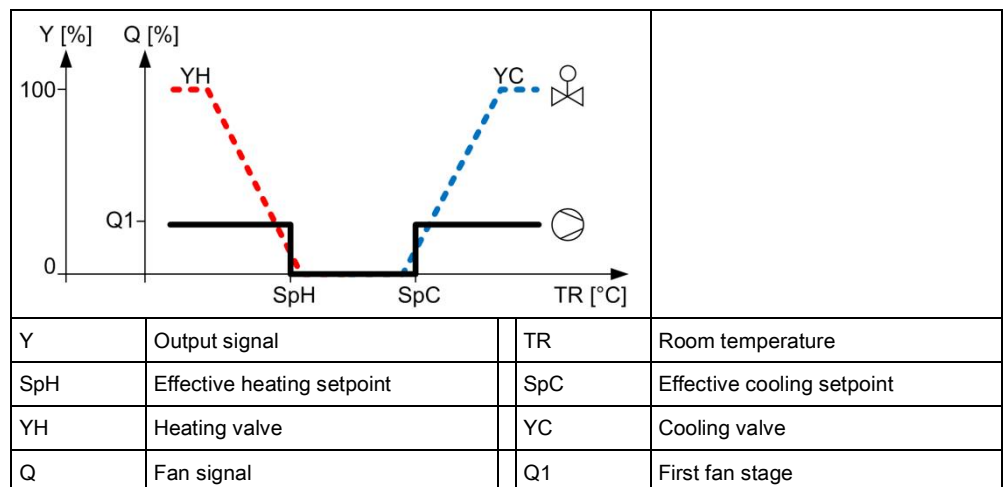 Y [%] Q [%]
YH YC
100
Q1
0
SpH SpC TR [°C]
Y Output signal TR Room temperature
SpH Effective heating setpoint SpC Effective cooling setpoint
YH Heating valve YC Cooling valve
Q Fan signal Q1 First fan stage